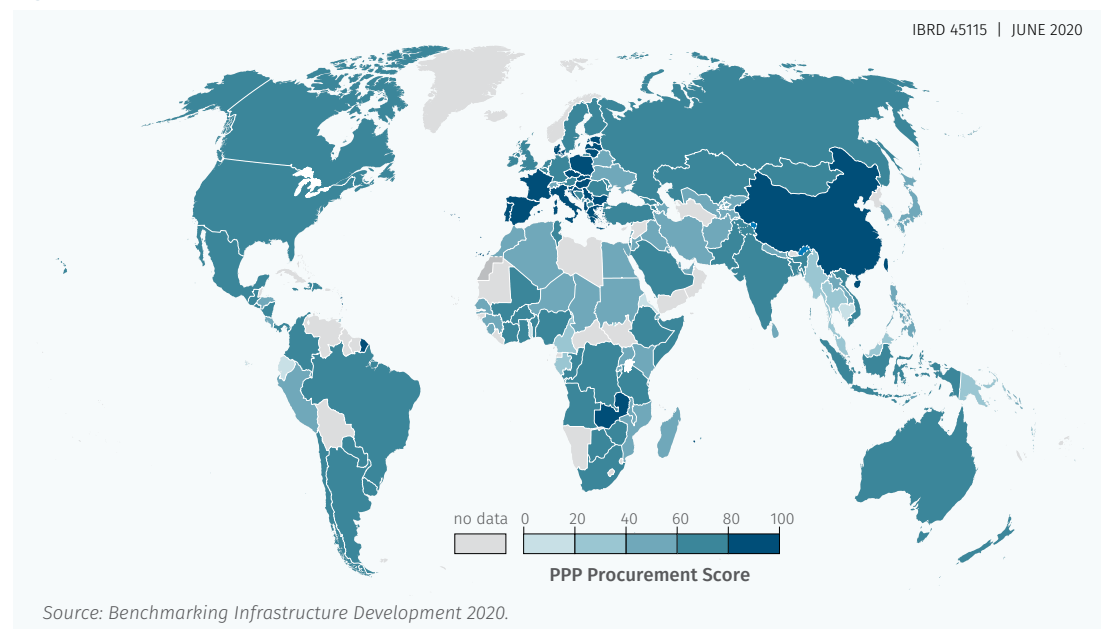 IBRD 45115 | JUNE 2020
no data 0 20 40 60 80 100
PPP Procurement Score
Source: Benchmarking Infrastructure Development 2020.